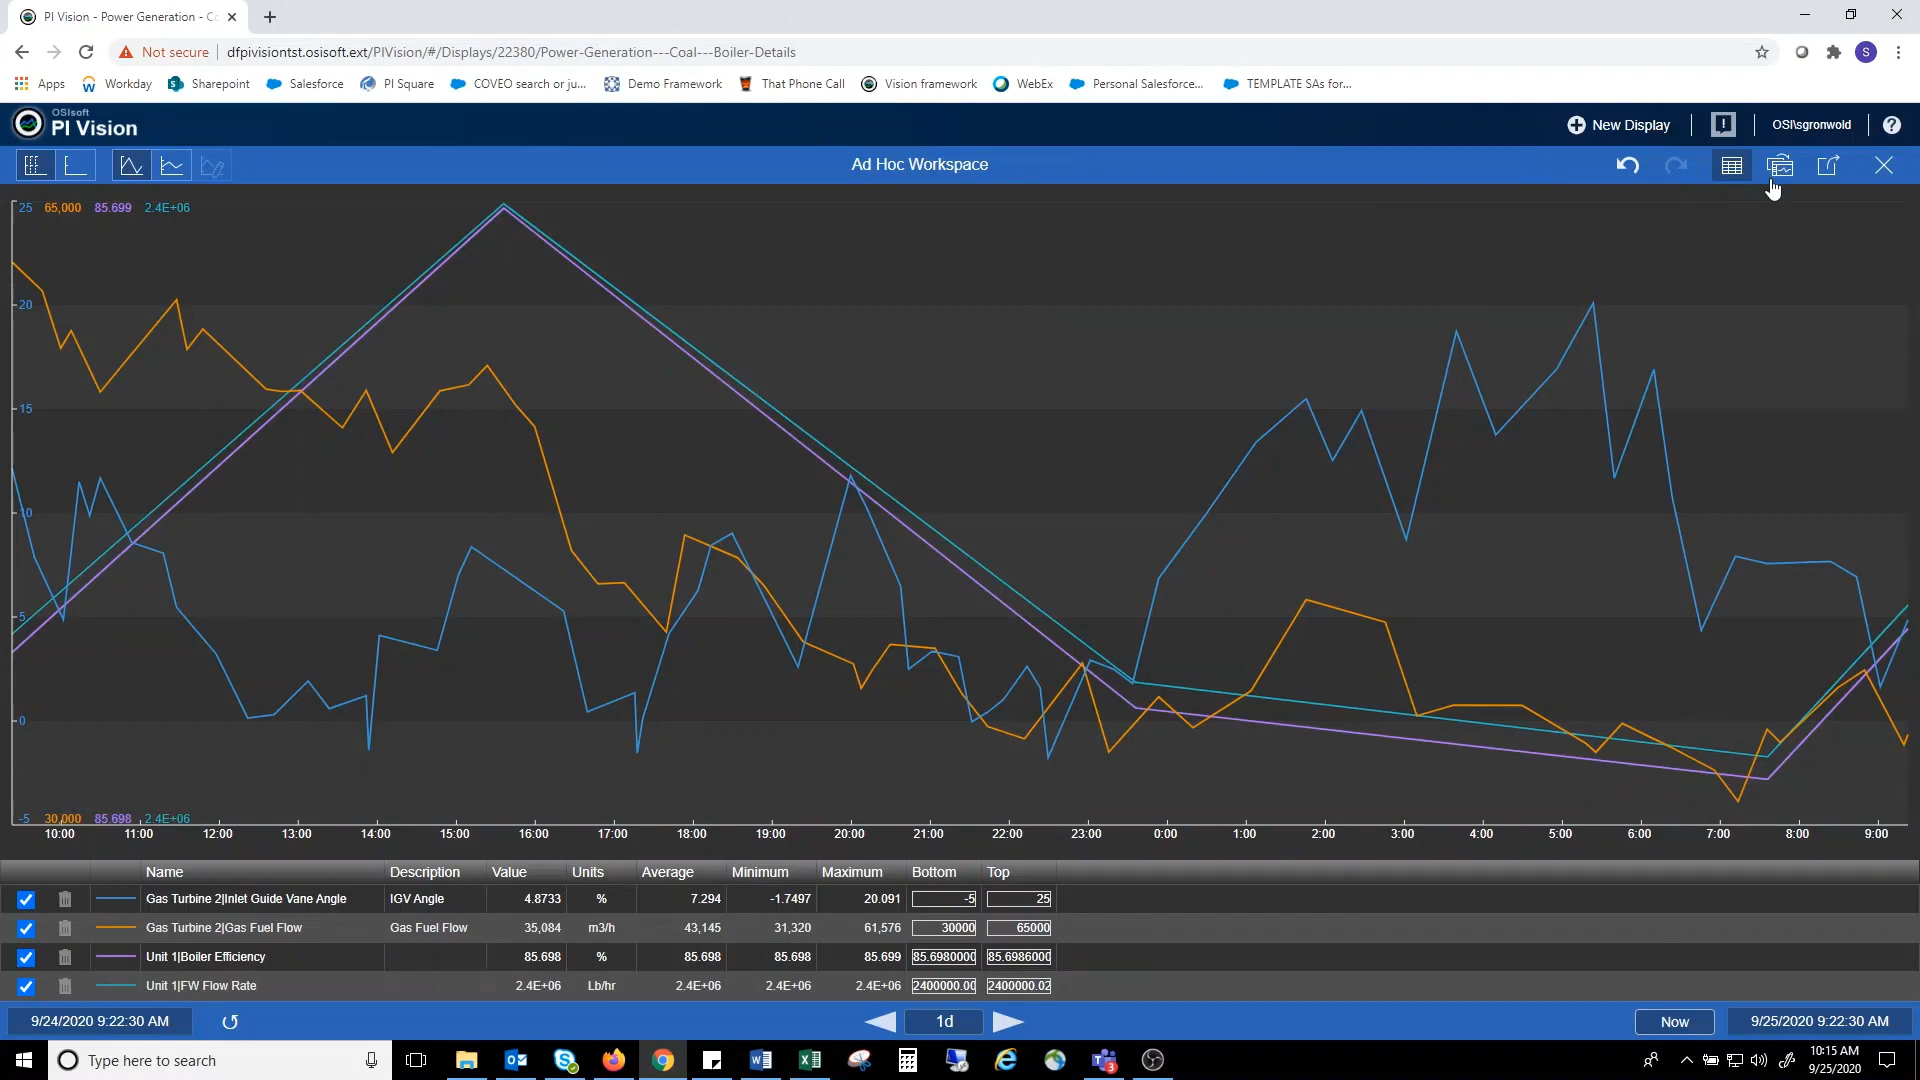 PI Vision - Power Generation - Co
Not secure | dfpivisiontst.osisoft.ext/PIVision/#/Displays/22380/Power-Generation---Coal---Boiler-Details
S
Apps Workday Sharepoint Salesforce PI Square COVEO search or ju... Demo Framework That Phone Call Vision framework WebEx Personal Salesforce... TEMPLATE SAs for...
OSIsoft
PI Vision
New Display OSI\sgronwold
Ad Hoc Workspace
25 65,000 85.699 2.4E+06
20
15
10
5
0
-5 30,000 85.698 2.4E+06
10:00 11:00 12:00 13:00 14:00 15:00 16:00 17:00 18:00 19:00 20:00 21:00 22:00 23:00 0:00 1:00 2:00 3:00 4:00 5:00 6:00 7:00 8:00 9:00
Name Description Value Units Average Minimum Maximum Bottom Top
Gas Turbine 2|Inlet Guide Vane Angle IGV Angle 4.8733 % 7.294 -1.7497 20.091 -5 25
Gas Turbine 2|Gas Fuel Flow Gas Fuel Flow 35,084 m3/h 43,145 31,320 61,576 30000 65000
Unit 1|Boiler Efficiency 85.698 % 85.698 85.698 85.699 85.6980000 85.6986000
Unit 1|FW Flow Rate 2.4E+06 Lb/hr 2.4E+06 2.4E+06 2.4E+06 2400000.00 2400000.02
9/24/2020 9:22:30 AM 1d Now 9/25/2020 9:22:30 AM
Type here to search
3
10:15 AM
9/25/2020